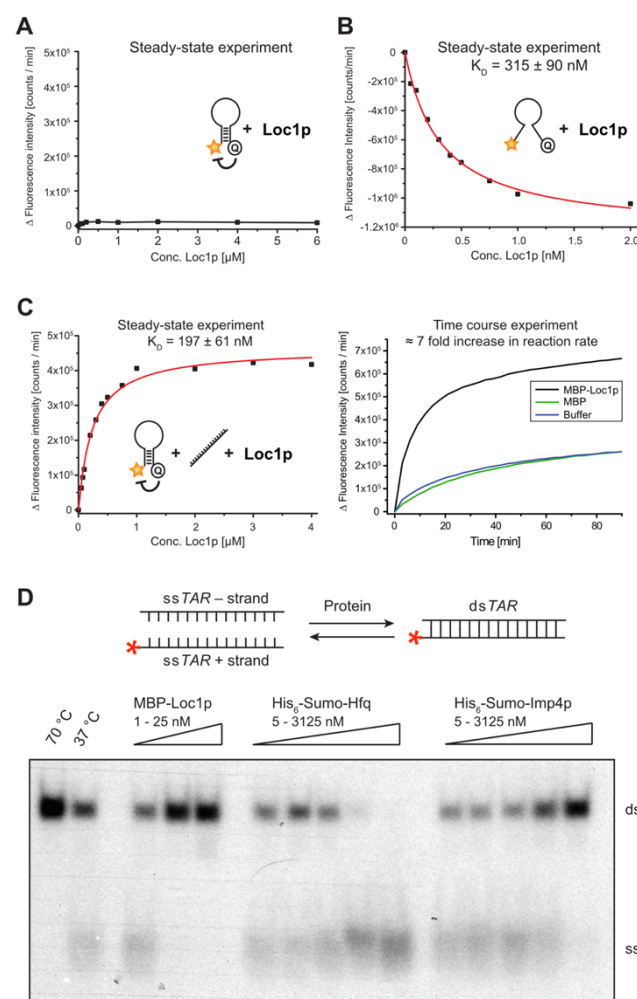 A
Steady-state experiment
Δ Fluorescence intensity [counts / min]
5x10⁵
4x10⁵
3x10⁵
2x10⁵
1x10⁵
0
Q
+ Loc1p
0 1 2 3 4 5 6
Conc. Loc1p [µM]
B
Steady-state experiment
K_D = 315 ± 90 nM
Δ Fluorescence Intensity [counts / min]
0
-2x10⁵
-4x10⁵
-6x10⁵
-8x10⁵
-1x10⁶
-1.2x10⁶
Q
+ Loc1p
0 0.5 1.0 1.5 2.0
Conc. Loc1p [nM]
C
Steady-state experiment
K_D = 197 ± 61 nM
Δ Fluorescence intensity [counts / min]
5x10⁵
4x10⁵
3x10⁵
2x10⁵
1x10⁵
0
Q
+ + Loc1p
0 1 2 3 4
Conc. Loc1p [µM]
Time course experiment
≈ 7 fold increase in reaction rate
Δ Fluorescence intensity [counts / min]
7x10⁵
6x10⁵
5x10⁵
4x10⁵
3x10⁵
2x10⁵
1x10⁵
0
MBP-Loc1p
MBP
Buffer
0 20 40 60 80
Time [min]
D
ssTAR – strand
Protein
dsTAR
ssTAR + strand
70 °C
37 °C
MBP-Loc1p
1 - 25 nM
His₆-Sumo-Hfq
5 - 3125 nM
His₆-Sumo-Imp4p
5 - 3125 nM
ds
ss